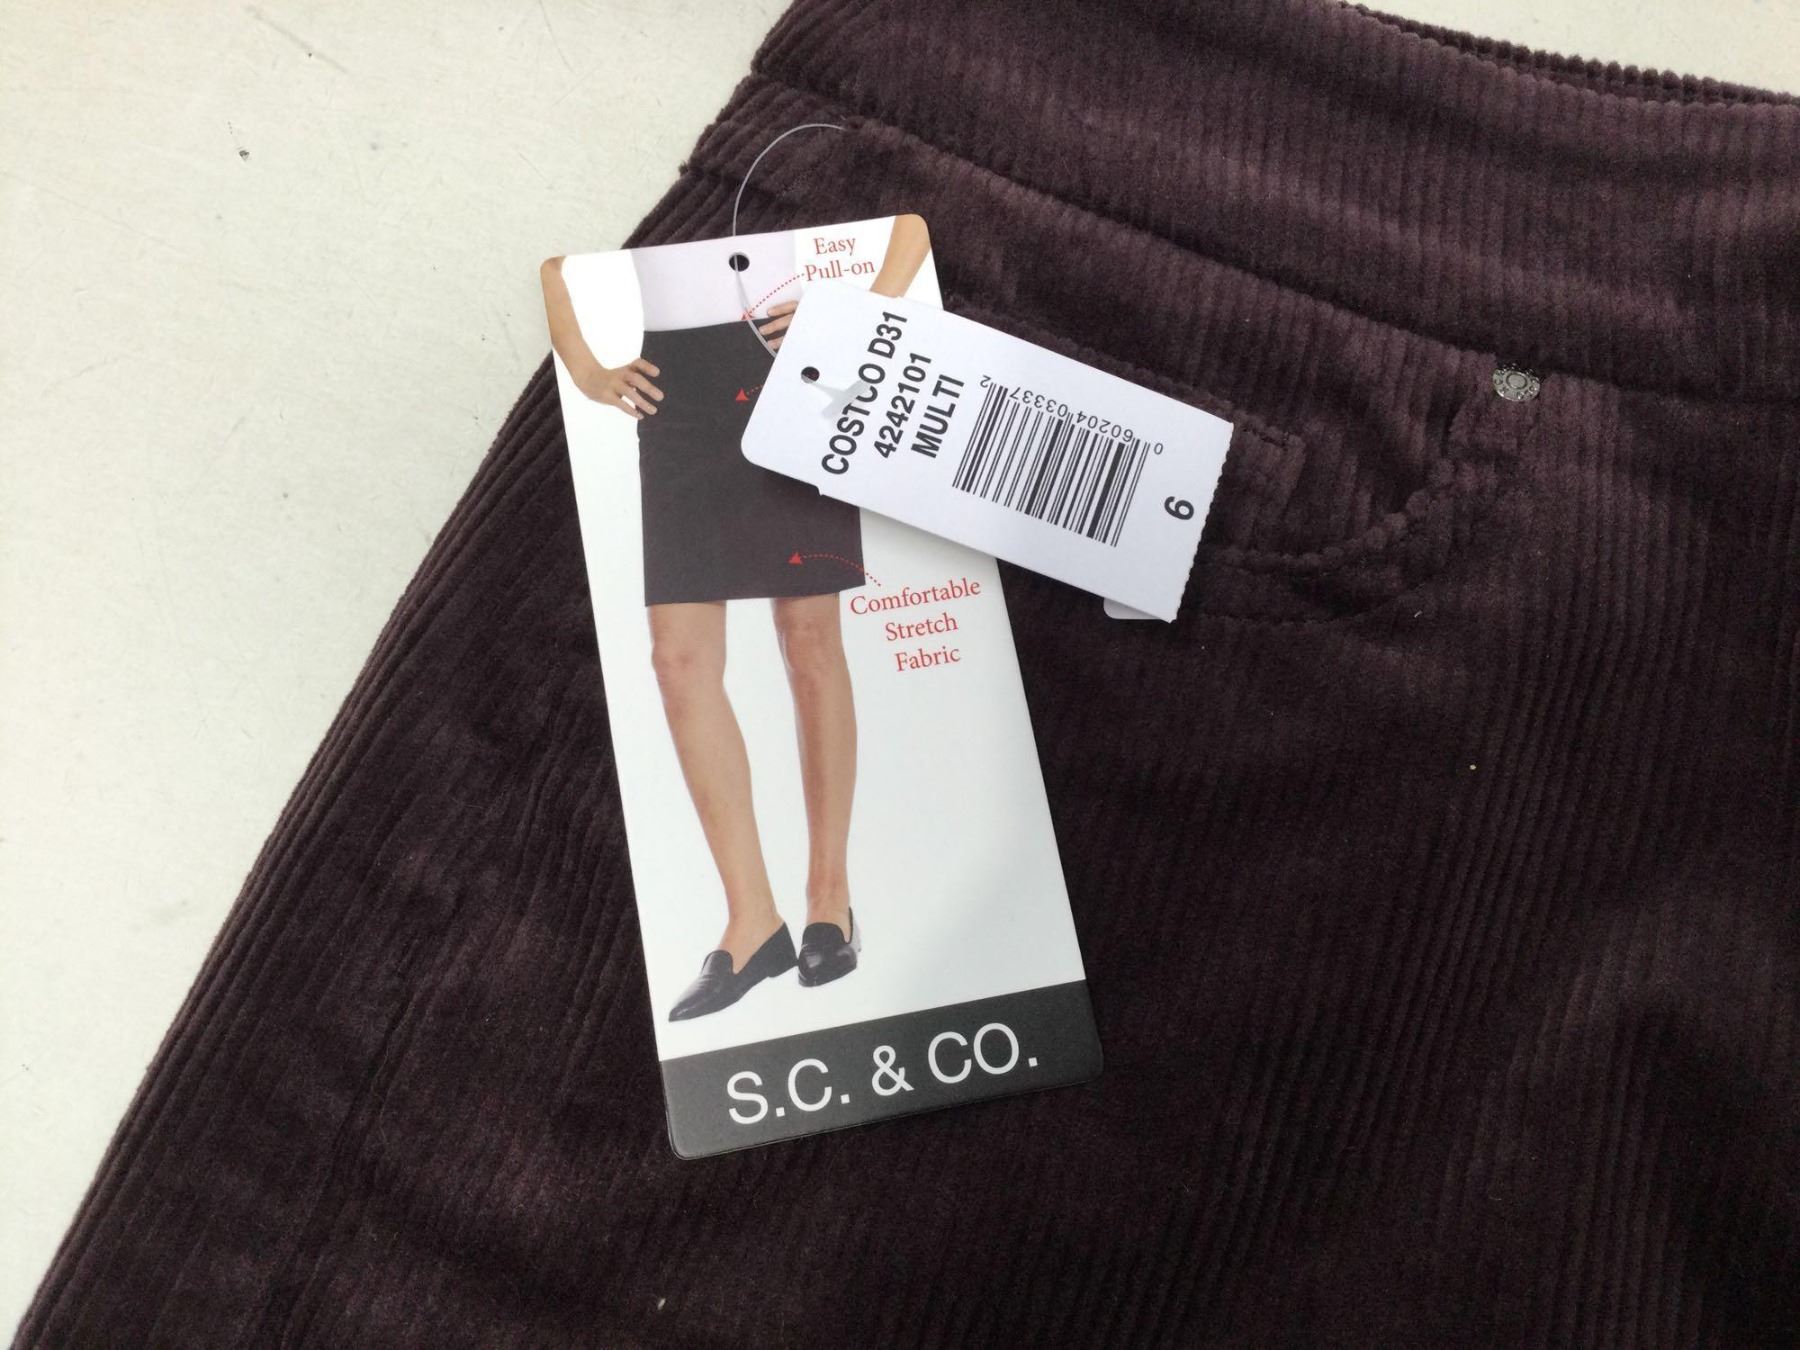 Easy
Pull-on
COSTCO D31
4242101
MULTI
0 60204 03337 2
6
Comfortable
Stretch
Fabric
S.C. & CO.